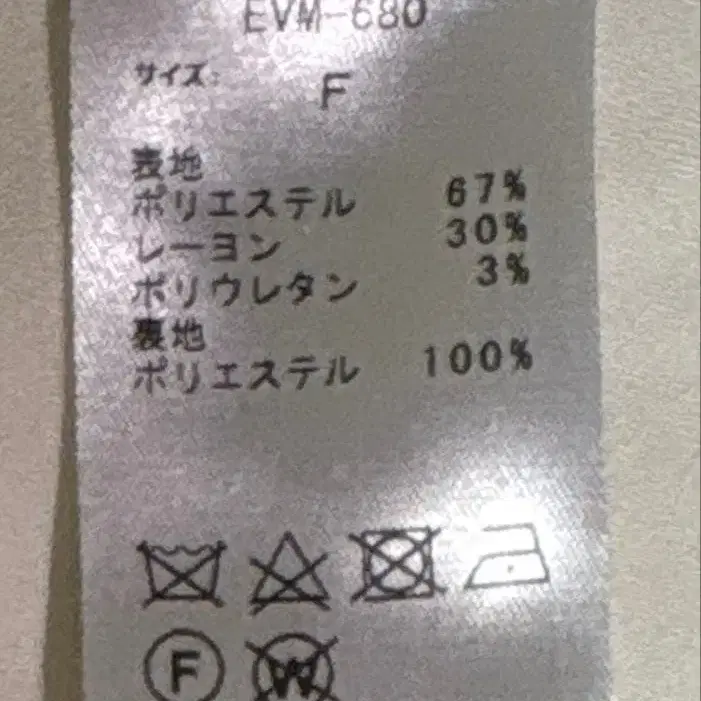 EVM-680
サイズ: F
表地
ポリエステル 67%
レーヨン 30%
ポリウレタン 3%
裏地
ポリエステル 100%
F W